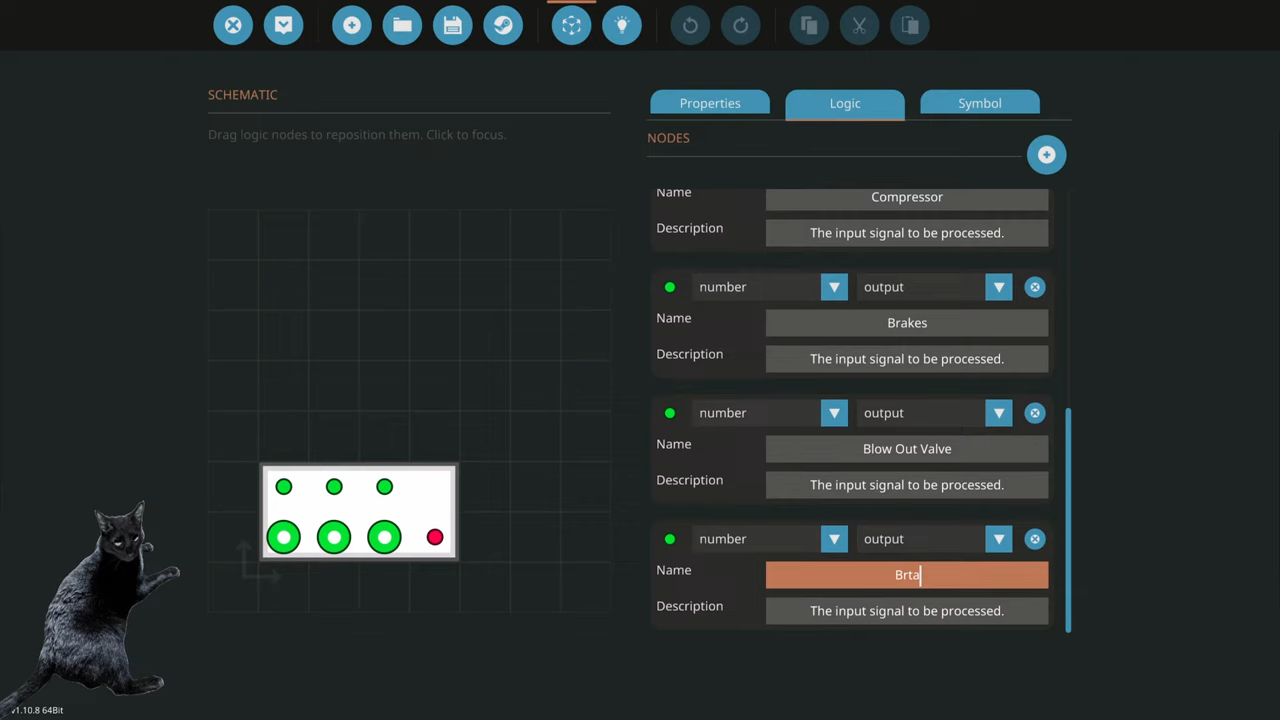 SCHEMATIC
Drag logic nodes to reposition them. Click to focus.
Properties
Logic
Symbol
NODES
Name
Compressor
Description
The input signal to be processed.
number
output
Name
Brakes
Description
The input signal to be processed.
number
output
Name
Blow Out Valve
Description
The input signal to be processed.
number
output
Name
Brta
Description
The input signal to be processed.
v1.10.8 64Bit